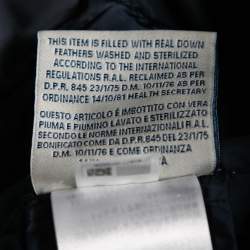 THIS ITEM IS FILLED WITH REAL DOWN
FEATHERS WASHED AND STERILIZED
ACCORDING TO THE INTERNATIONAL
REGULATIONS R.A.L. RECLAIMED AS PER
D.P.R. 845 23/1/75 D.M. 10/11/76 AS PER
ORDINANCE 14/10/81 HEALTH SECRETARY
QUESTO ARTICOLO È IMBOTTITO CON VERA
PIUMA E PIUMINO LAVATO E STERILIZZATO
SECONDO LE NORME INTERNAZIONALI R.A.L.
BONIFICATO COME DA D.P.R. 845 DEL 23/1/75
D.M. 10/11/76 E COME ORDINANZA